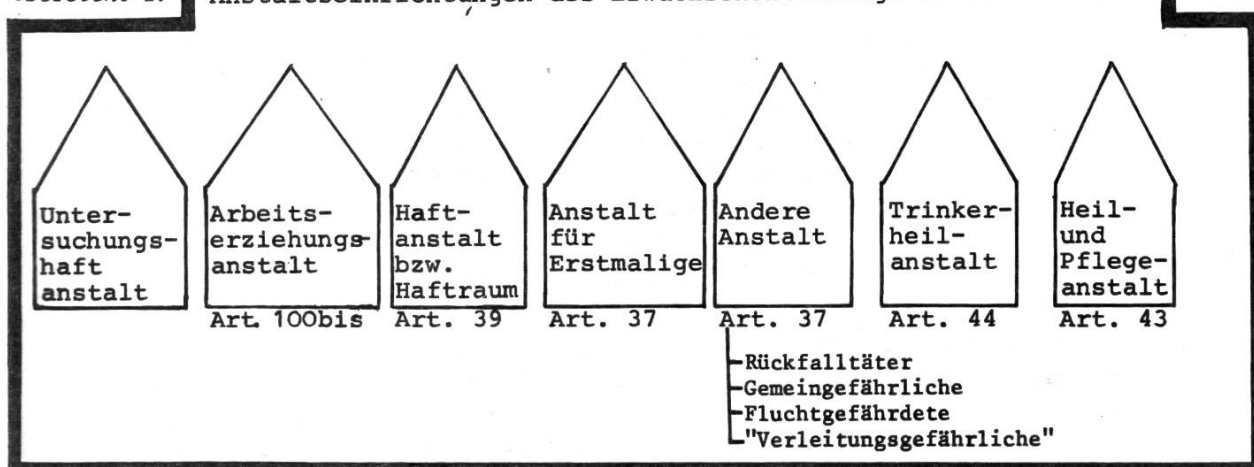 Anstaltseinrichtungen des
Unter-
suchungs-
haft
anstalt
Arbeits-
erziehungs-
anstalt
Art. 100bis
Haft-
anstalt
bzw.
Haftraum
Art. 39
Anstalt
für
Erstmalige
Art. 37
Andere
Anstalt
Art. 37
Rückfalltäter
Gemeingefährliche
Fluchtgefährdete
"Verleitungsgefährliche"
Trinker-
heil-
anstalt
Art. 44
Heil-
und
Pflege-
anstalt
Art. 43